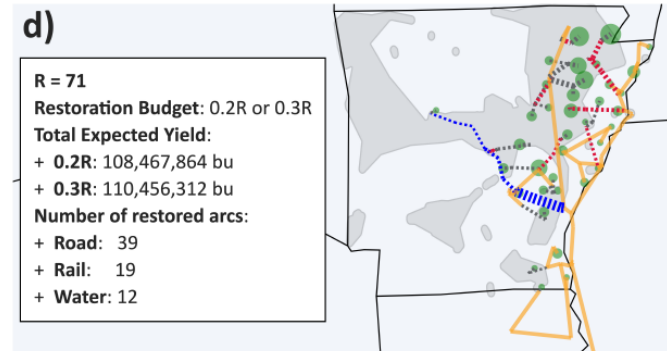 d)
R = 71
Restoration Budget: 0.2R or 0.3R
Total Expected Yield:
+ 0.2R: 108,467,864 bu
+ 0.3R: 110,456,312 bu
Number of restored arcs:
+ Road: 39
+ Rail: 19
+ Water: 12